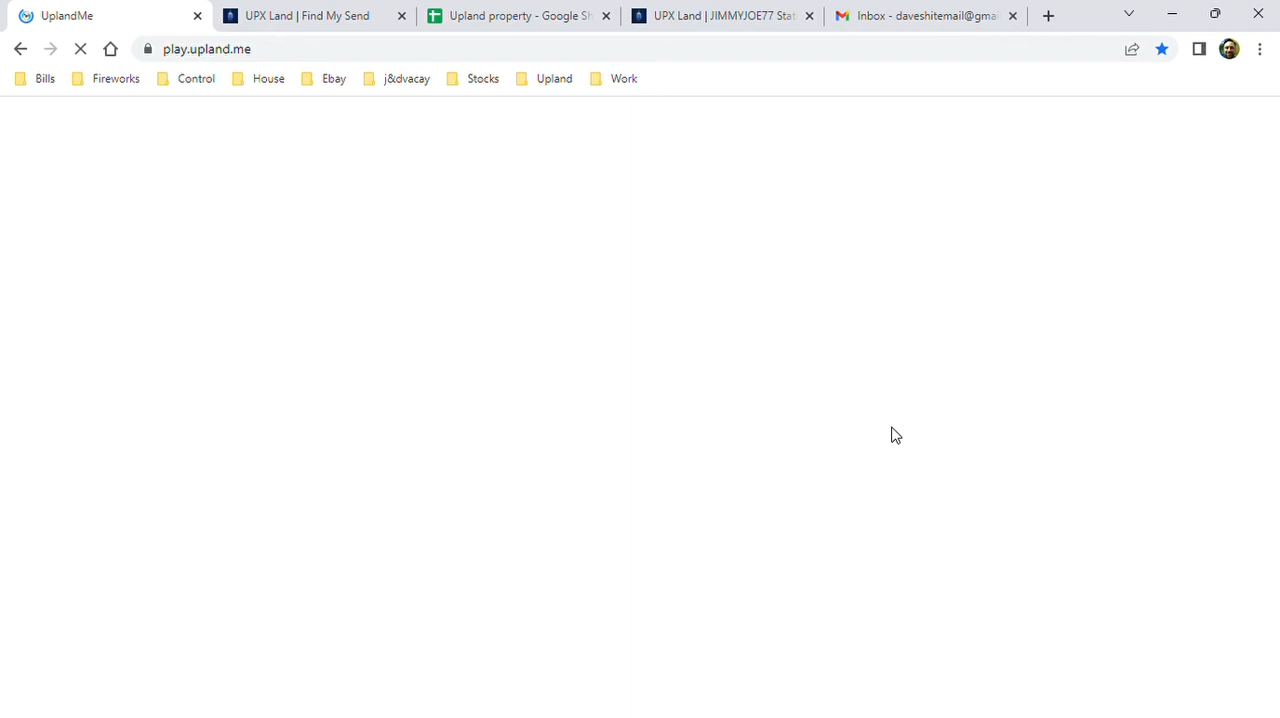 UplandMe
UPX Land | Find My Send
Upland property - Google Sh
UPX Land | JIMMYJOE77 Stat
Inbox - daveshitemail@gmai
play.upland.me
Bills
Fireworks
Control
House
Ebay
j&dvacay
Stocks
Upland
Work